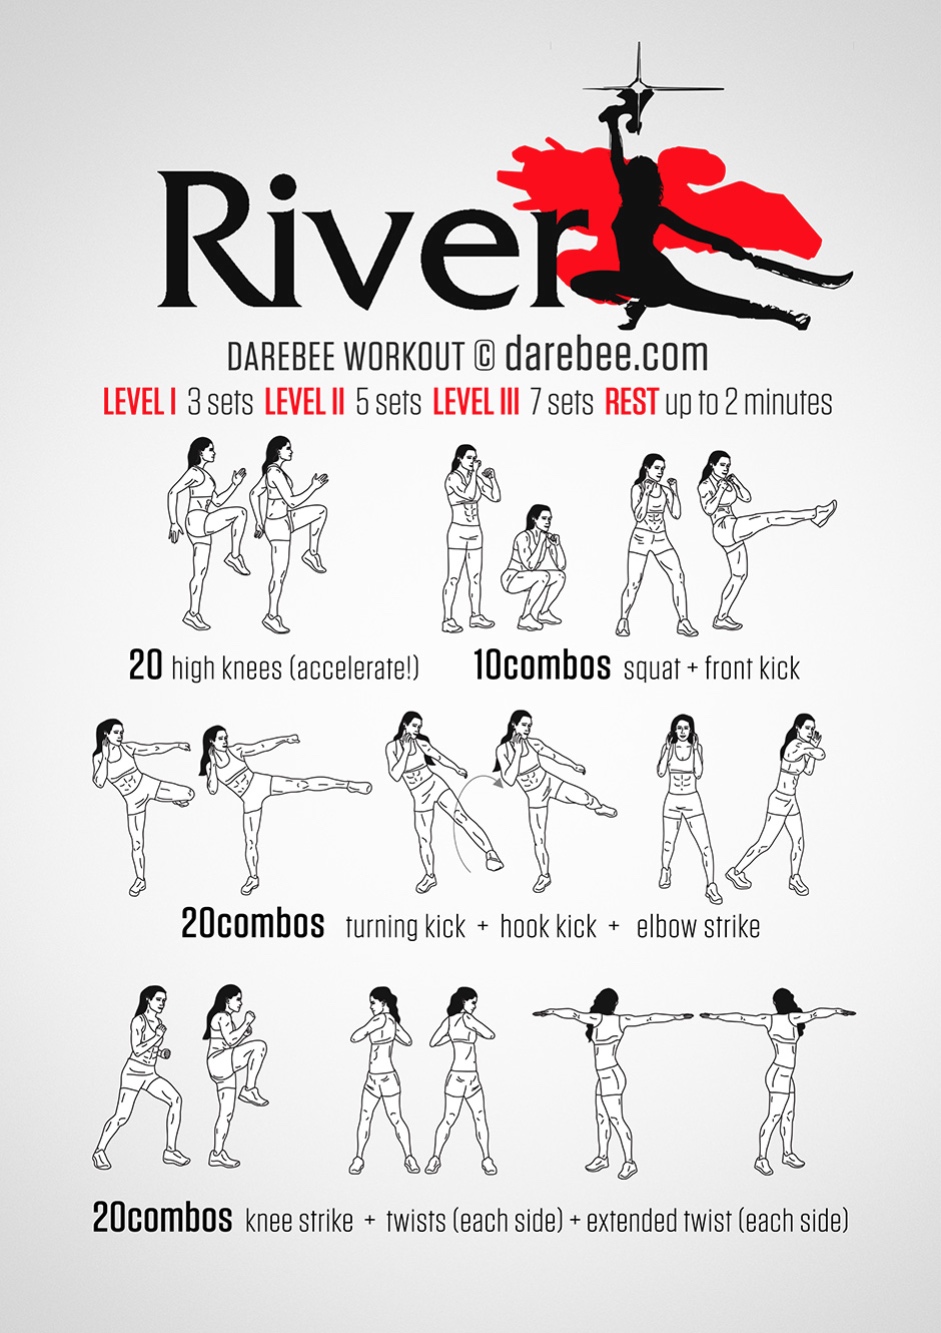 River
DAREBEE WORKOUT © darebee.com
LEVEL I 3 sets LEVEL II 5 sets LEVEL III 7 sets REST up to 2 minutes
20 high knees (accelerate!)
10combos squat + front kick
20combos turning kick + hook kick + elbow strike
20combos knee strike + twists (each side) + extended twist (each side)